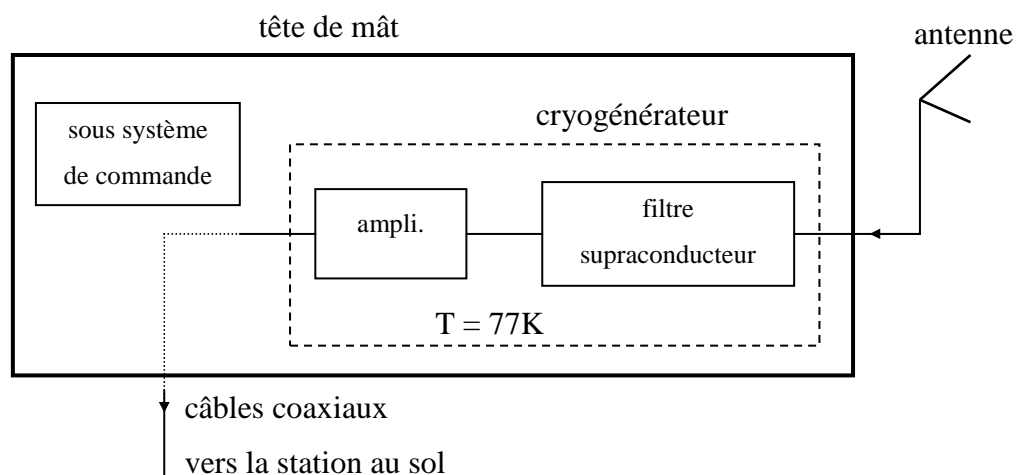 tête de mât
antenne
cryogénérateur
sous système
de commande
ampli.
filtre
supraconducteur
T = 77K
câbles coaxiaux
vers la station au sol